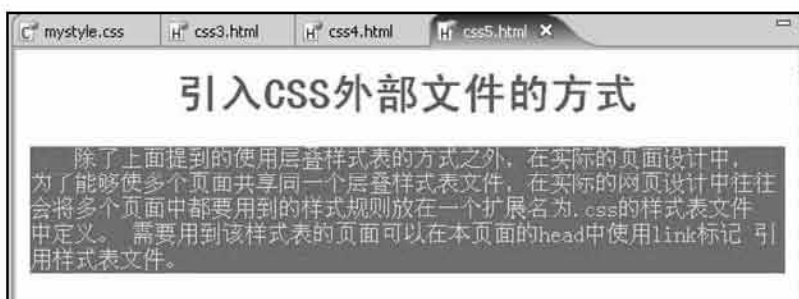 mystyle.css css3.html css4.html css5.html
引入CSS外部文件的方式
除了上面提到的使用层叠样式表的方式之外，在实际的页面设计中，
为了能够使多个页面共享同一个层叠样式表文件，在实际的网页设计中往往
会将多个页面中都要用到的样式规则放在一个扩展名为.css的样式表文件
中定义。 需要用到该样式表的页面可以在本页面的head中使用link标记 引
用样式表文件。